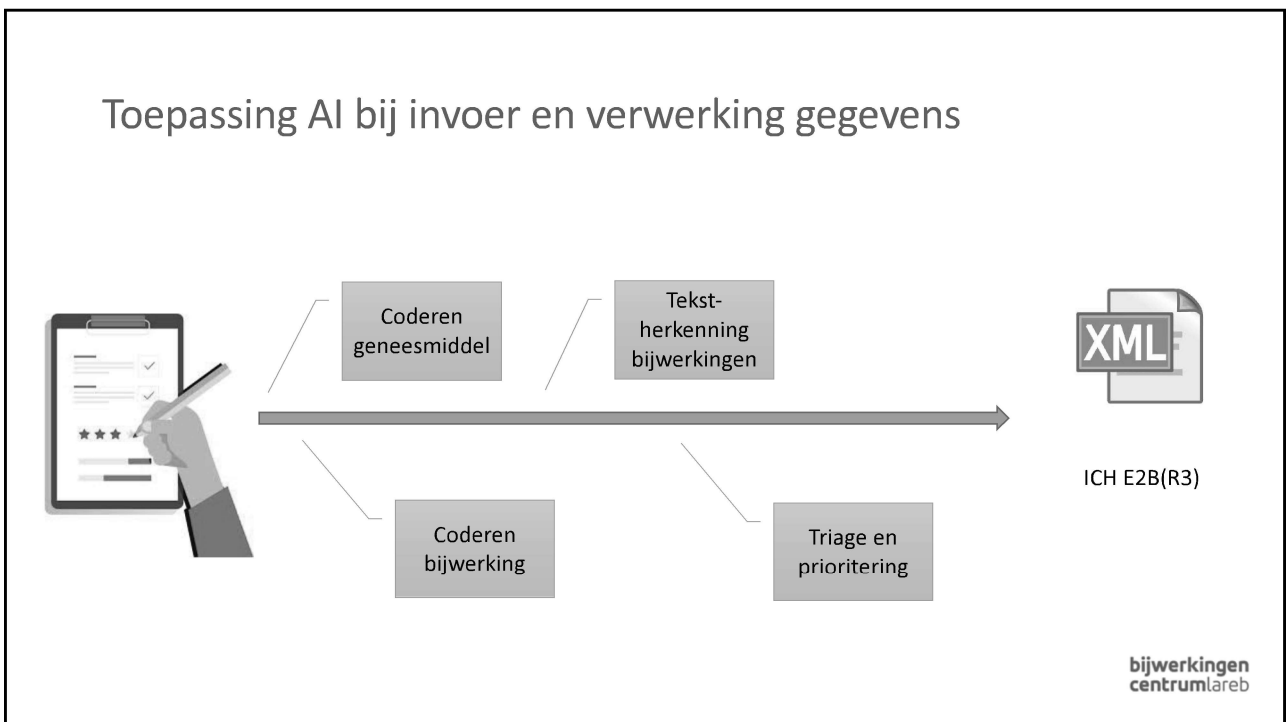 Toepassing AI bij invoer en verwerking gegevens
Coderen
geneesmiddel
Tekst-
herkenning
bijwerkingen
XML
ICH E2B(R3)
Coderen
bijwerking
Triage en
prioritering
bijwerkingen
centrumlareb